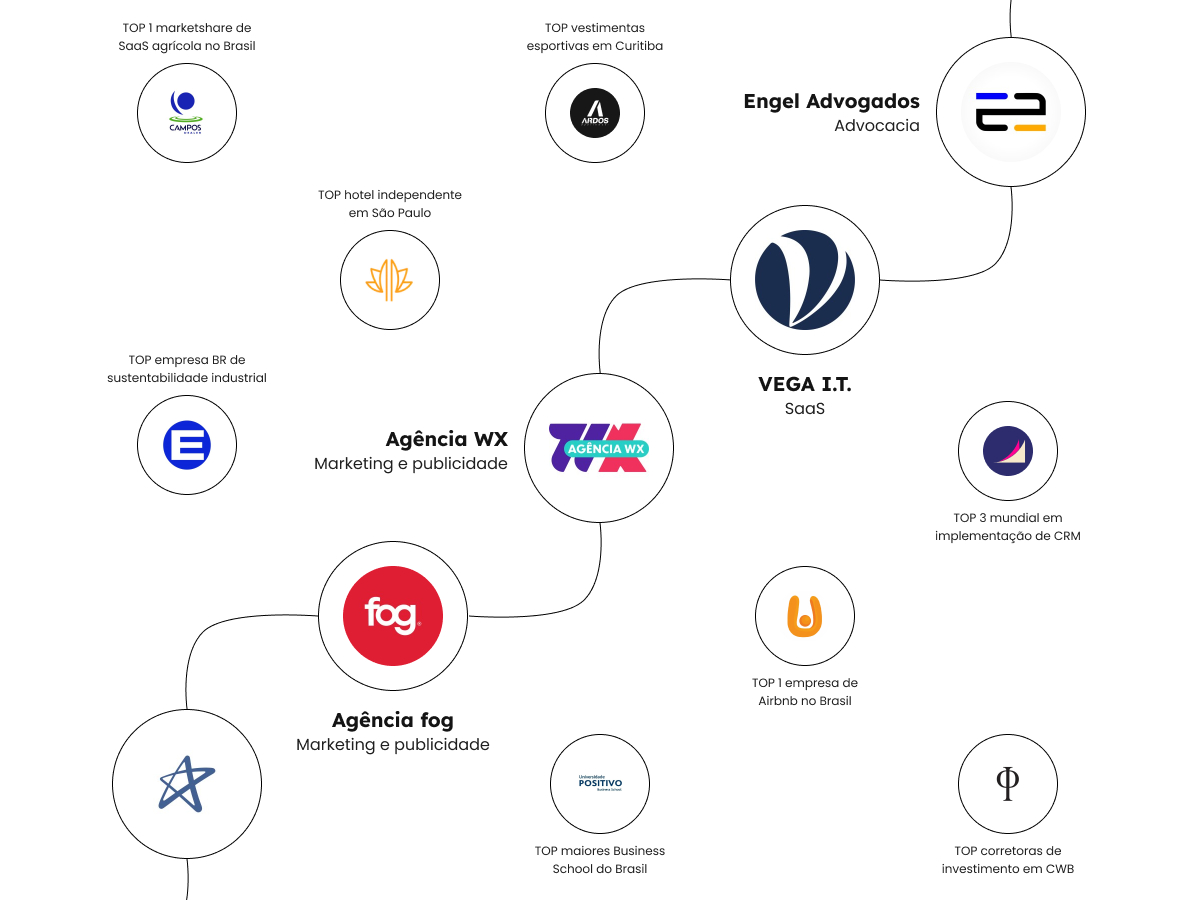 TOP 1 marketshare de
SaaS agrícola no Brasil
CAMPOS
DEALER
TOP vestimentas
esportivas em Curitiba
ARDOS
Engel Advogados
Advocacia
TOP hotel independente
em São Paulo
VEGA I.T.
SaaS
TOP empresa BR de
sustentabilidade industrial
E
Agência WX
Marketing e publicidade
AGÊNCIA WX
TOP 3 mundial em
implementação de CRM
fog
Agência fog
Marketing e publicidade
TOP 1 empresa de
Airbnb no Brasil
Universidade
POSITIVO
Business School
TOP maiores Business
School do Brasil
TOP corretoras de
investimento em CWB